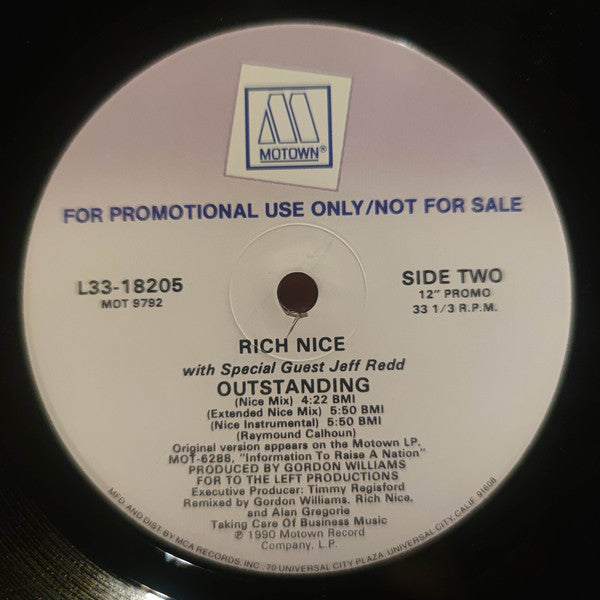 MOTOWN®
FOR PROMOTIONAL USE ONLY/NOT FOR SALE
L33-18205
MOT 9792
SIDE TWO
12" PROMO
33 1/3 R.P.M.
RICH NICE
with Special Guest Jeff Redd
OUTSTANDING
(Nice Mix) 4:22 BMI
(Extended Nice Mix) 5:50 BMI
(Nice Instrumental) 5:50 BMI
(Raymound Calhoun)
Original version appears on the Motown LP,
MOT-6288, "Information To Raise A Nation"
PRODUCED BY GORDON WILLIAMS
FOR TO THE LEFT PRODUCTIONS
Executive Producer: Timmy Regisford
Remixed by Gordon Williams, Rich Nice,
and Alan Gregorie
Taking Care Of Business Music
℗ 1990 Motown Record
Company, L.P.
MFD AND DIST BY MCA RECORDS, INC., 70 UNIVERSAL CITY PLAZA, UNIVERSAL CITY, CALIF. 91608